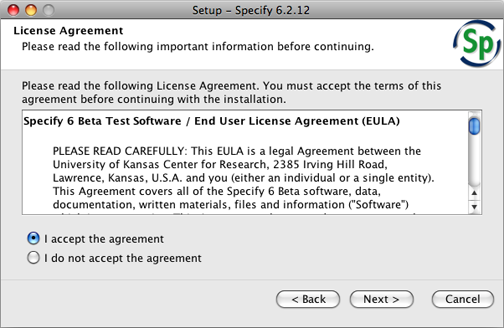 Setup - Specify 6.2.12
License Agreement
Please read the following important information before continuing.
Sp
Please read the following License Agreement. You must accept the terms of this
agreement before continuing with the installation.
Specify 6 Beta Test Software / End User License Agreement (EULA)
PLEASE READ CAREFULLY: This EULA is a legal Agreement between the
University of Kansas Center for Research, 2385 Irving Hill Road,
Lawrence, Kansas, U.S.A. and you (either an individual or a single entity).
This Agreement covers all of the Specify 6 Beta software, data,
documentation, written materials, files and information ("Software")
I accept the agreement
I do not accept the agreement
< Back
Next >
Cancel